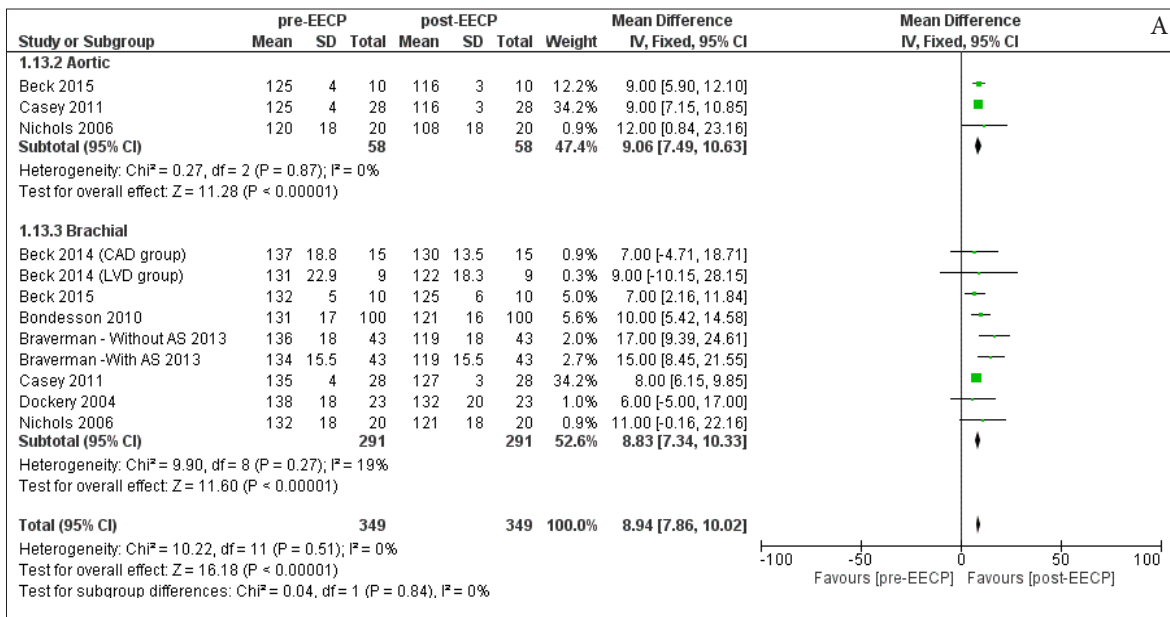 pre-EECP post-EECP Mean Difference Mean Difference A
Study or Subgroup Mean SD Total Mean SD Total Weight IV, Fixed, 95% CI IV, Fixed, 95% CI
1.13.2 Aortic
Beck 2015 125 4 10 116 3 10 12.2% 9.00 [5.90, 12.10]
Casey 2011 125 4 28 116 3 28 34.2% 9.00 [7.15, 10.85]
Nichols 2006 120 18 20 108 18 20 0.9% 12.00 [0.84, 23.16]
Subtotal (95% CI) 58 58 47.4% 9.06 [7.49, 10.63]
Heterogeneity: Chi² = 0.27, df = 2 (P = 0.87); I² = 0%
Test for overall effect: Z = 11.28 (P < 0.00001)
1.13.3 Brachial
Beck 2014 (CAD group) 137 18.8 15 130 13.5 15 0.9% 7.00 [-4.71, 18.71]
Beck 2014 (LVD group) 131 22.9 9 122 18.3 9 0.3% 9.00 [-10.15, 28.15]
Beck 2015 132 5 10 125 6 10 5.0% 7.00 [2.16, 11.84]
Bondesson 2010 131 17 100 121 16 100 5.6% 10.00 [5.42, 14.58]
Braverman - Without AS 2013 136 18 43 119 18 43 2.0% 17.00 [9.39, 24.61]
Braverman -With AS 2013 134 15.5 43 119 15.5 43 2.7% 15.00 [8.45, 21.55]
Casey 2011 135 4 28 127 3 28 34.2% 8.00 [6.15, 9.85]
Dockery 2004 138 18 23 132 20 23 1.0% 6.00 [-5.00, 17.00]
Nichols 2006 132 18 20 121 18 20 0.9% 11.00 [-0.16, 22.16]
Subtotal (95% CI) 291 291 52.6% 8.83 [7.34, 10.33]
Heterogeneity: Chi² = 9.90, df = 8 (P = 0.27); I² = 19%
Test for overall effect: Z = 11.60 (P < 0.00001)
Total (95% CI) 349 349 100.0% 8.94 [7.86, 10.02]
Heterogeneity: Chi² = 10.22, df = 11 (P = 0.51); I² = 0%
Test for overall effect: Z = 16.18 (P < 0.00001)
Test for subgroup differences: Chi² = 0.04, df = 1 (P = 0.84), I² = 0%
-100 -50 0 50 100
Favours [pre-EECP] Favours [post-EECP]